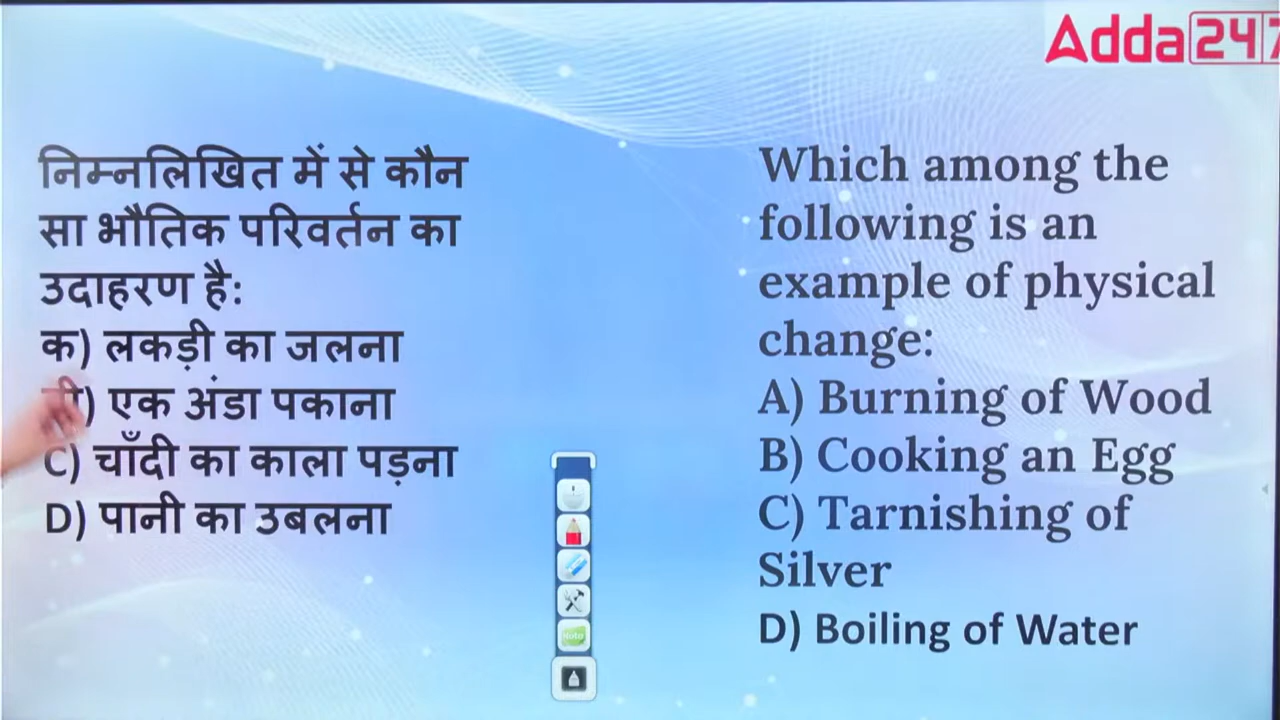 Adda247
निम्नलिखित में से कौन
सा भौतिक परिवर्तन का
उदाहरण है:
क) लकड़ी का जलना
बी) एक अंडा पकाना
C) चाँदी का काला पड़ना
D) पानी का उबलना
Which among the
following is an
example of physical
change:
A) Burning of Wood
B) Cooking an Egg
C) Tarnishing of
Silver
D) Boiling of Water